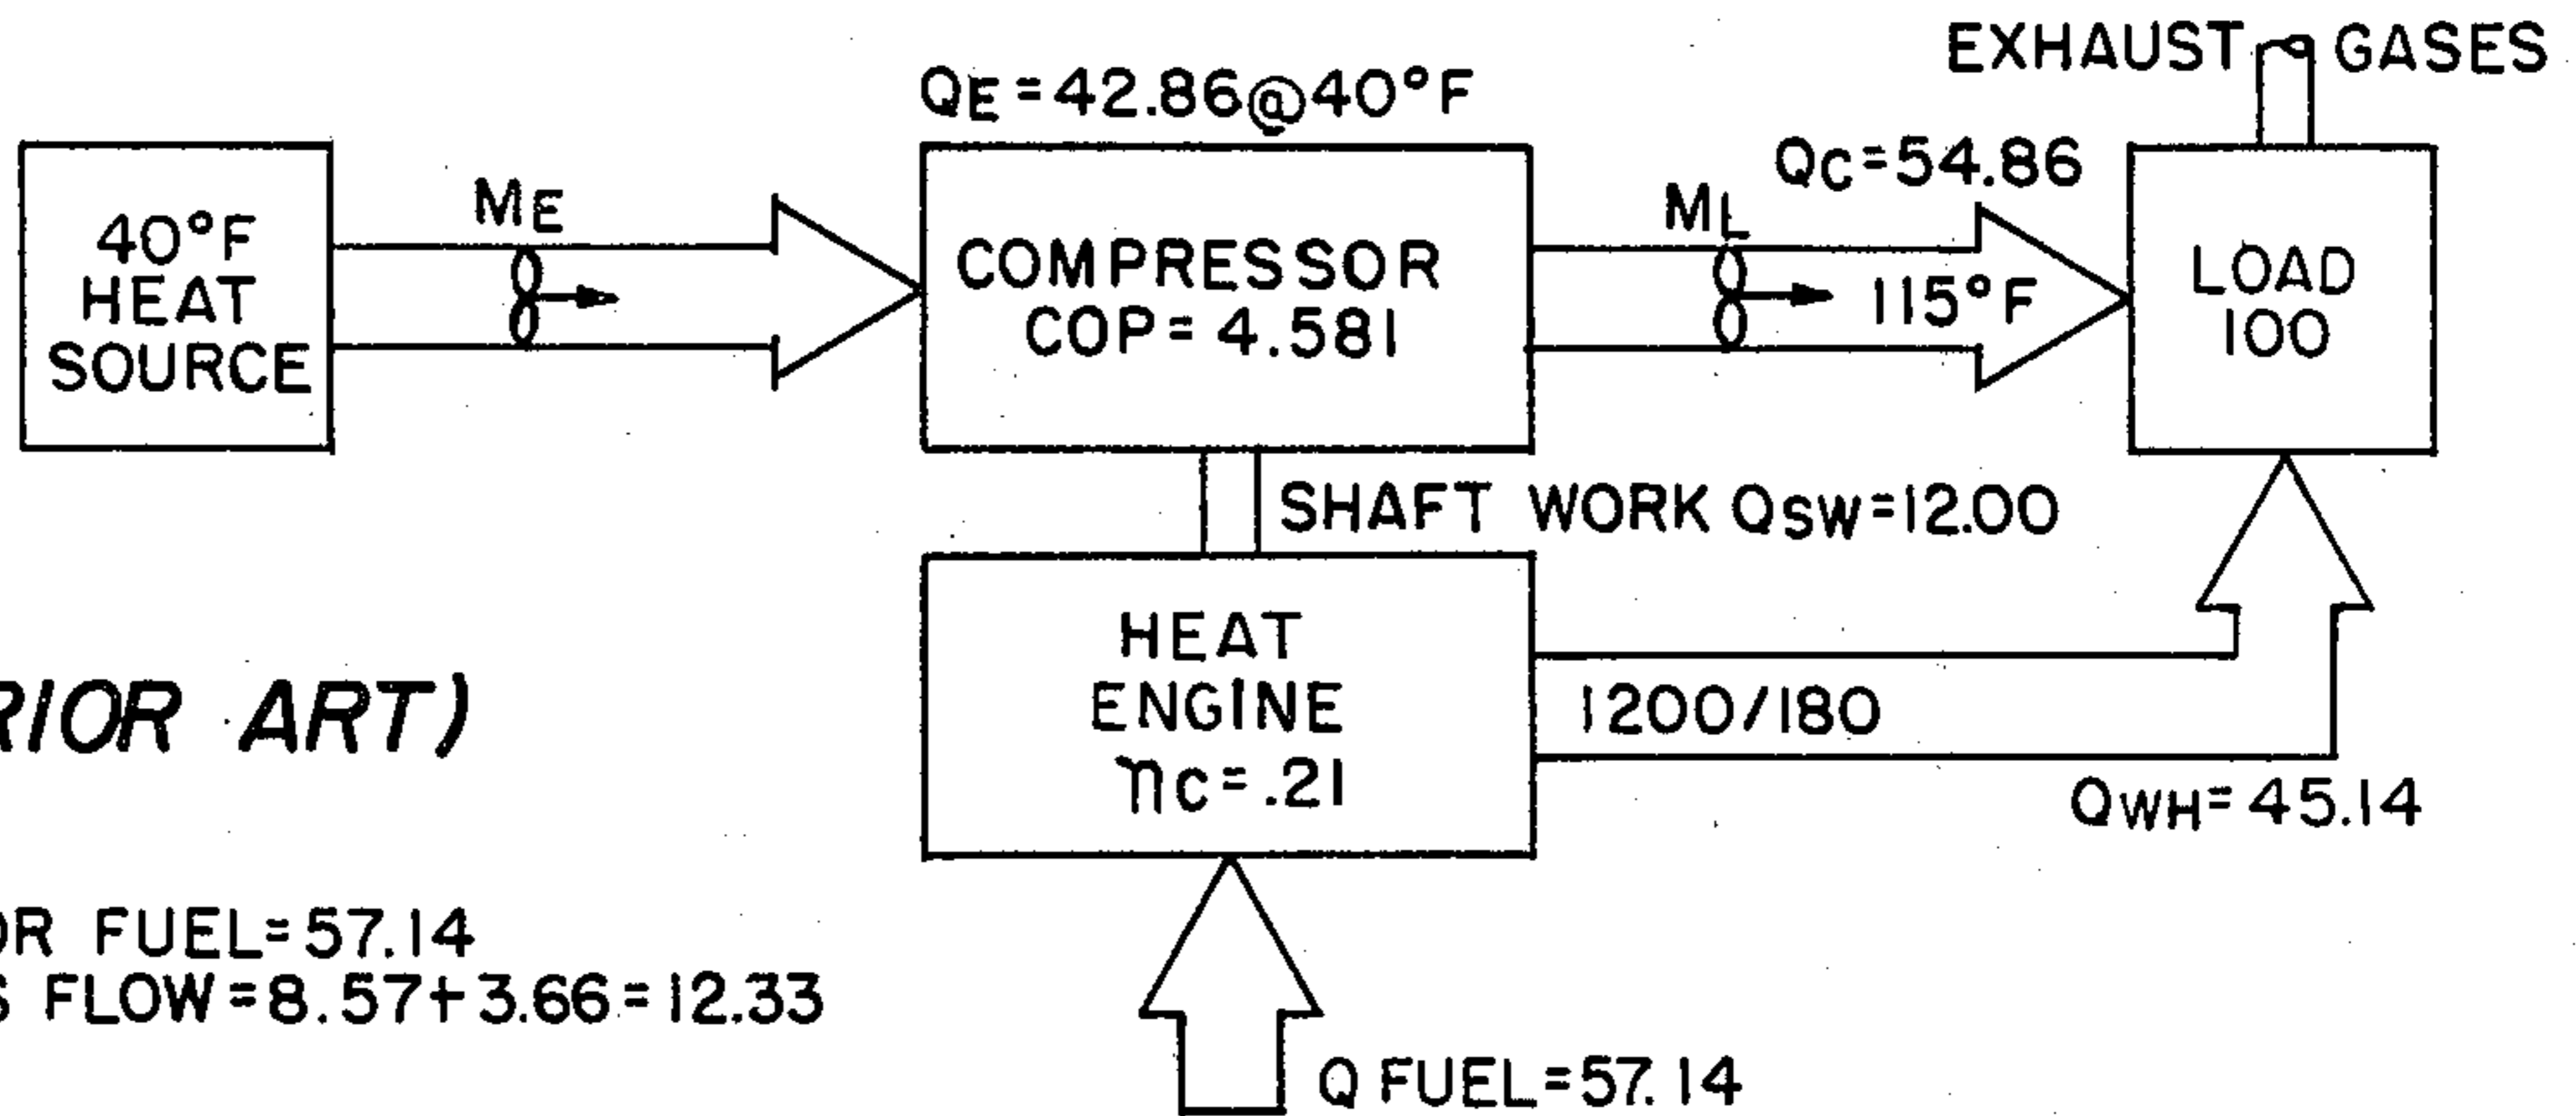 EXHAUST GASES
QE=42.86@40°F
QC=54.86
40°F
HEAT
SOURCE
ME
COMPRESSOR
COP=4.581
ML
115°F
LOAD
100
SHAFT WORK QSW=12.00
HEAT
ENGINE
ηC=.21
1200/180
QWH=45.14
RIOR ART)
OR FUEL=57.14
S FLOW=8.57+3.66=12.33
Q FUEL=57.14